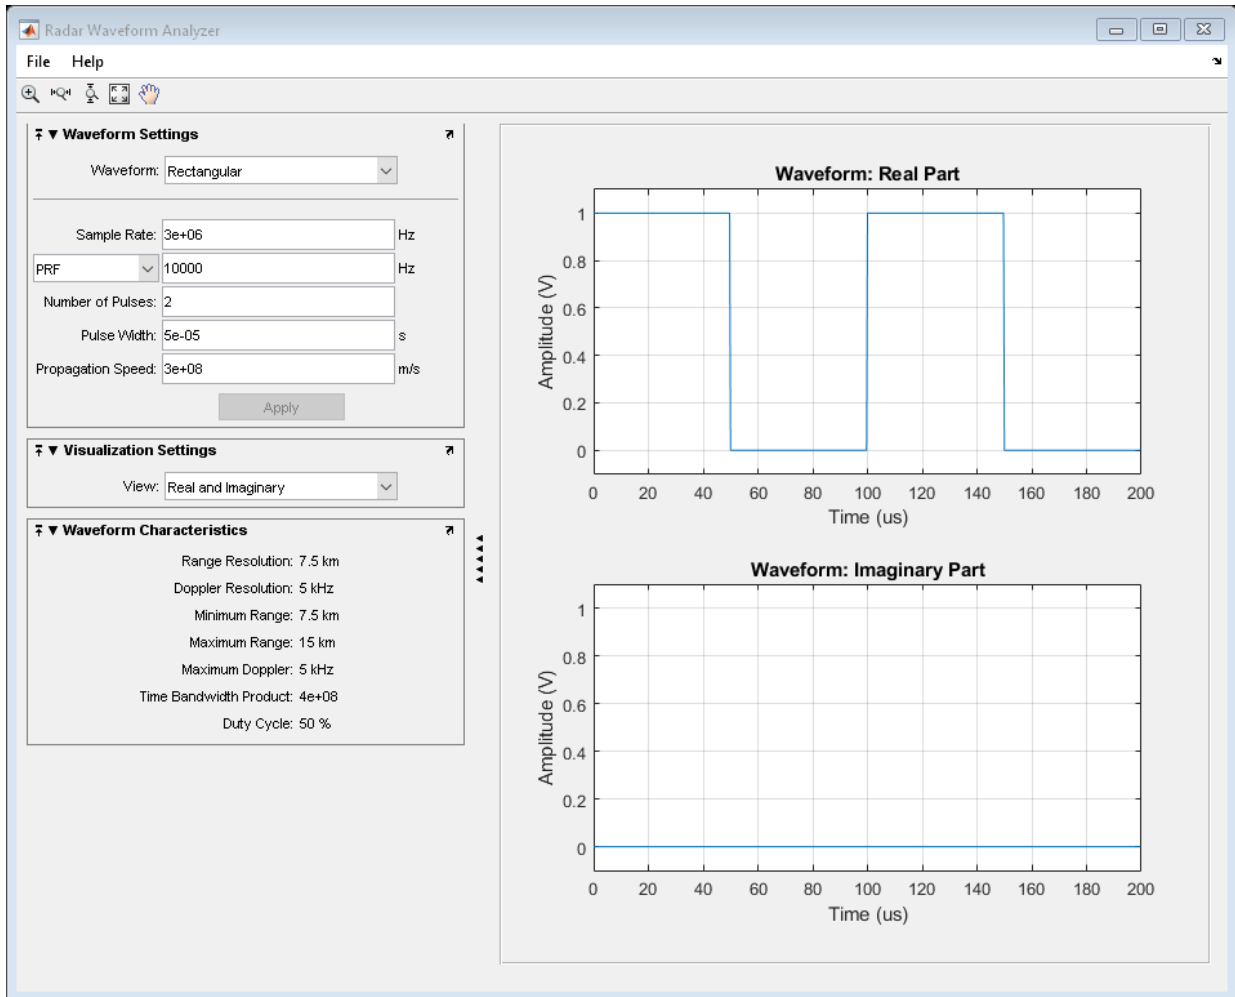 Radar Waveform Analyzer
File Help
Waveform Settings
Waveform: Rectangular
Sample Rate: 3e+06 Hz
PRF 10000 Hz
Number of Pulses: 2
Pulse Width: 5e-05 s
Propagation Speed: 3e+08 m/s
Apply
Visualization Settings
View: Real and Imaginary
Waveform Characteristics
Range Resolution: 7.5 km
Doppler Resolution: 5 kHz
Minimum Range: 7.5 km
Maximum Range: 15 km
Maximum Doppler: 5 kHz
Time Bandwidth Product: 4e+08
Duty Cycle: 50 %
Waveform: Real Part
Amplitude (V)
1
0.8
0.6
0.4
0.2
0
0 20 40 60 80 100 120 140 160 180 200
Time (us)
Waveform: Imaginary Part
Amplitude (V)
1
0.8
0.6
0.4
0.2
0
0 20 40 60 80 100 120 140 160 180 200
Time (us)